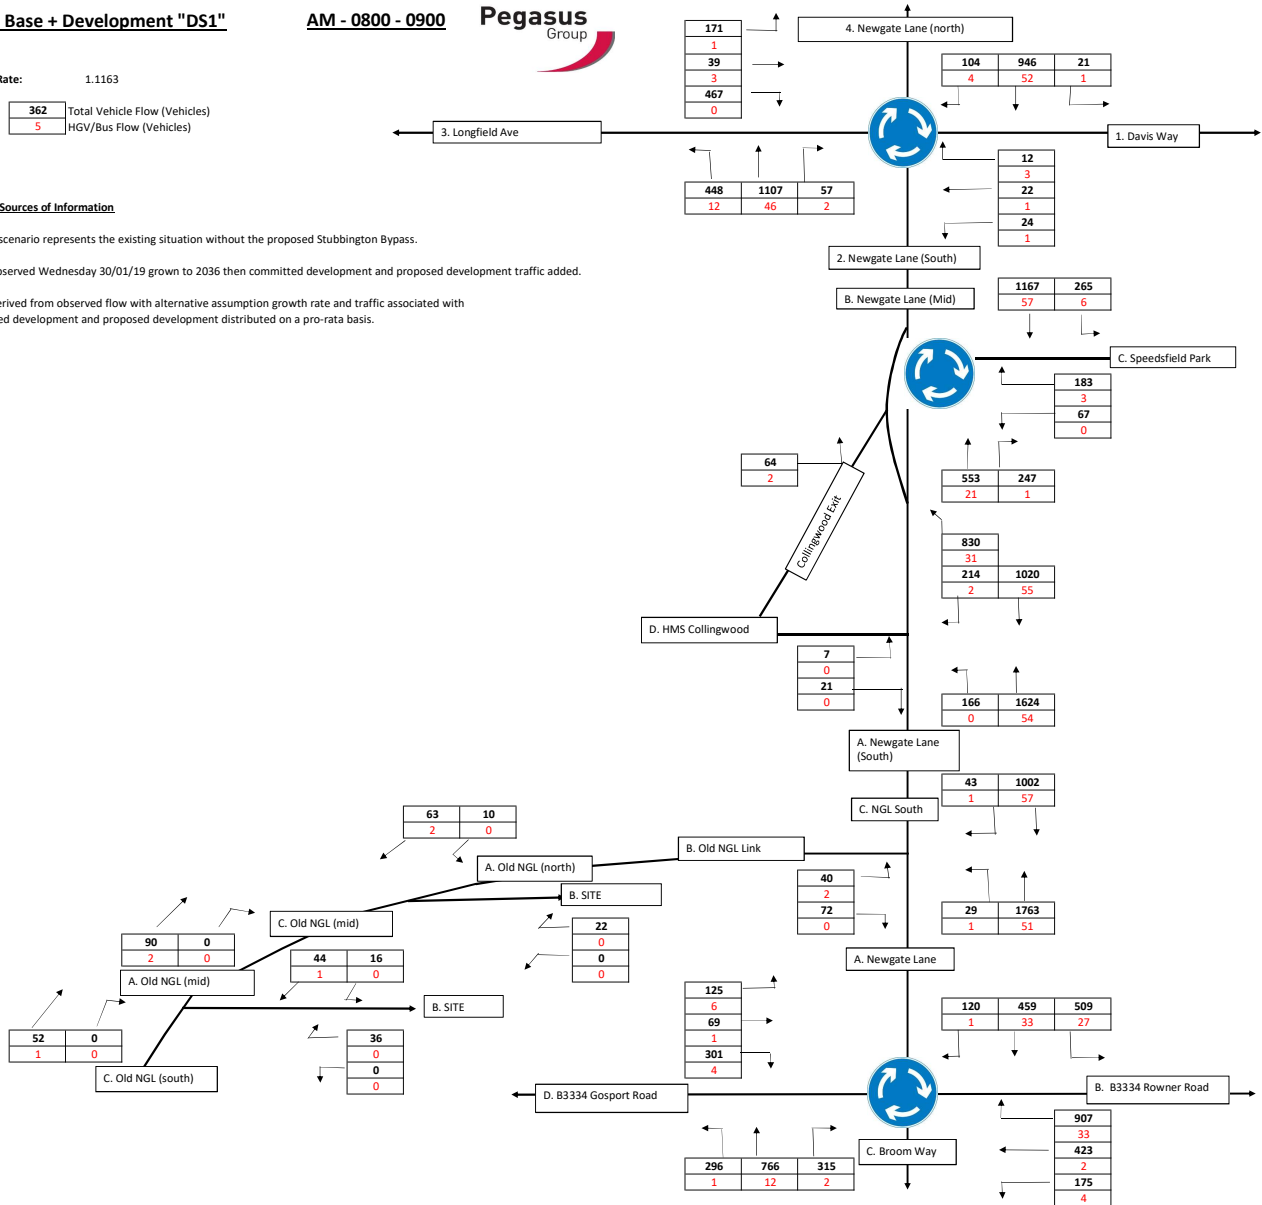 Base + Development "DS1"
AM - 0800 - 0900
Pegasus
Group
Rate: 1.1163
362 Total Vehicle Flow (Vehicles)
5 HGV/Bus Flow (Vehicles)
Sources of Information
scenario represents the existing situation without the proposed Stubbington Bypass.
observed Wednesday 30/01/19 grown to 2036 then committed development and proposed development traffic added.
derived from observed flow with alternative assumption growth rate and traffic associated with
ed development and proposed development distributed on a pro-rata basis.
171
1
39
3
467
0
4. Newgate Lane (north)
104 946 21
4 52 1
3. Longfield Ave
1. Davis Way
448 1107 57
12 46 2
12
3
22
1
24
1
2. Newgate Lane (South)
B. Newgate Lane (Mid)
1167 265
57 6
C. Speedsfield Park
183
3
67
0
64
2
553 247
21 1
Collingwood Exit
830
31
214 1020
2 55
D. HMS Collingwood
7
0
21
0
166 1624
0 54
A. Newgate Lane
(South)
43 1002
1 57
C. NGL South
63 10
2 0
B. Old NGL Link
A. Old NGL (north)
B. SITE
40
2
72
0
29 1763
1 51
C. Old NGL (mid)
22
0
0
0
90 0
2 0
44 16
1 0
A. Newgate Lane
A. Old NGL (mid)
B. SITE
125
6
69
1
301
4
120 459 509
1 33 27
52 0
1 0
36
0
0
0
C. Old NGL (south)
D. B3334 Gosport Road
B. B3334 Rowner Road
C. Broom Way
296 766 315
1 12 2
907
33
423
2
175
4